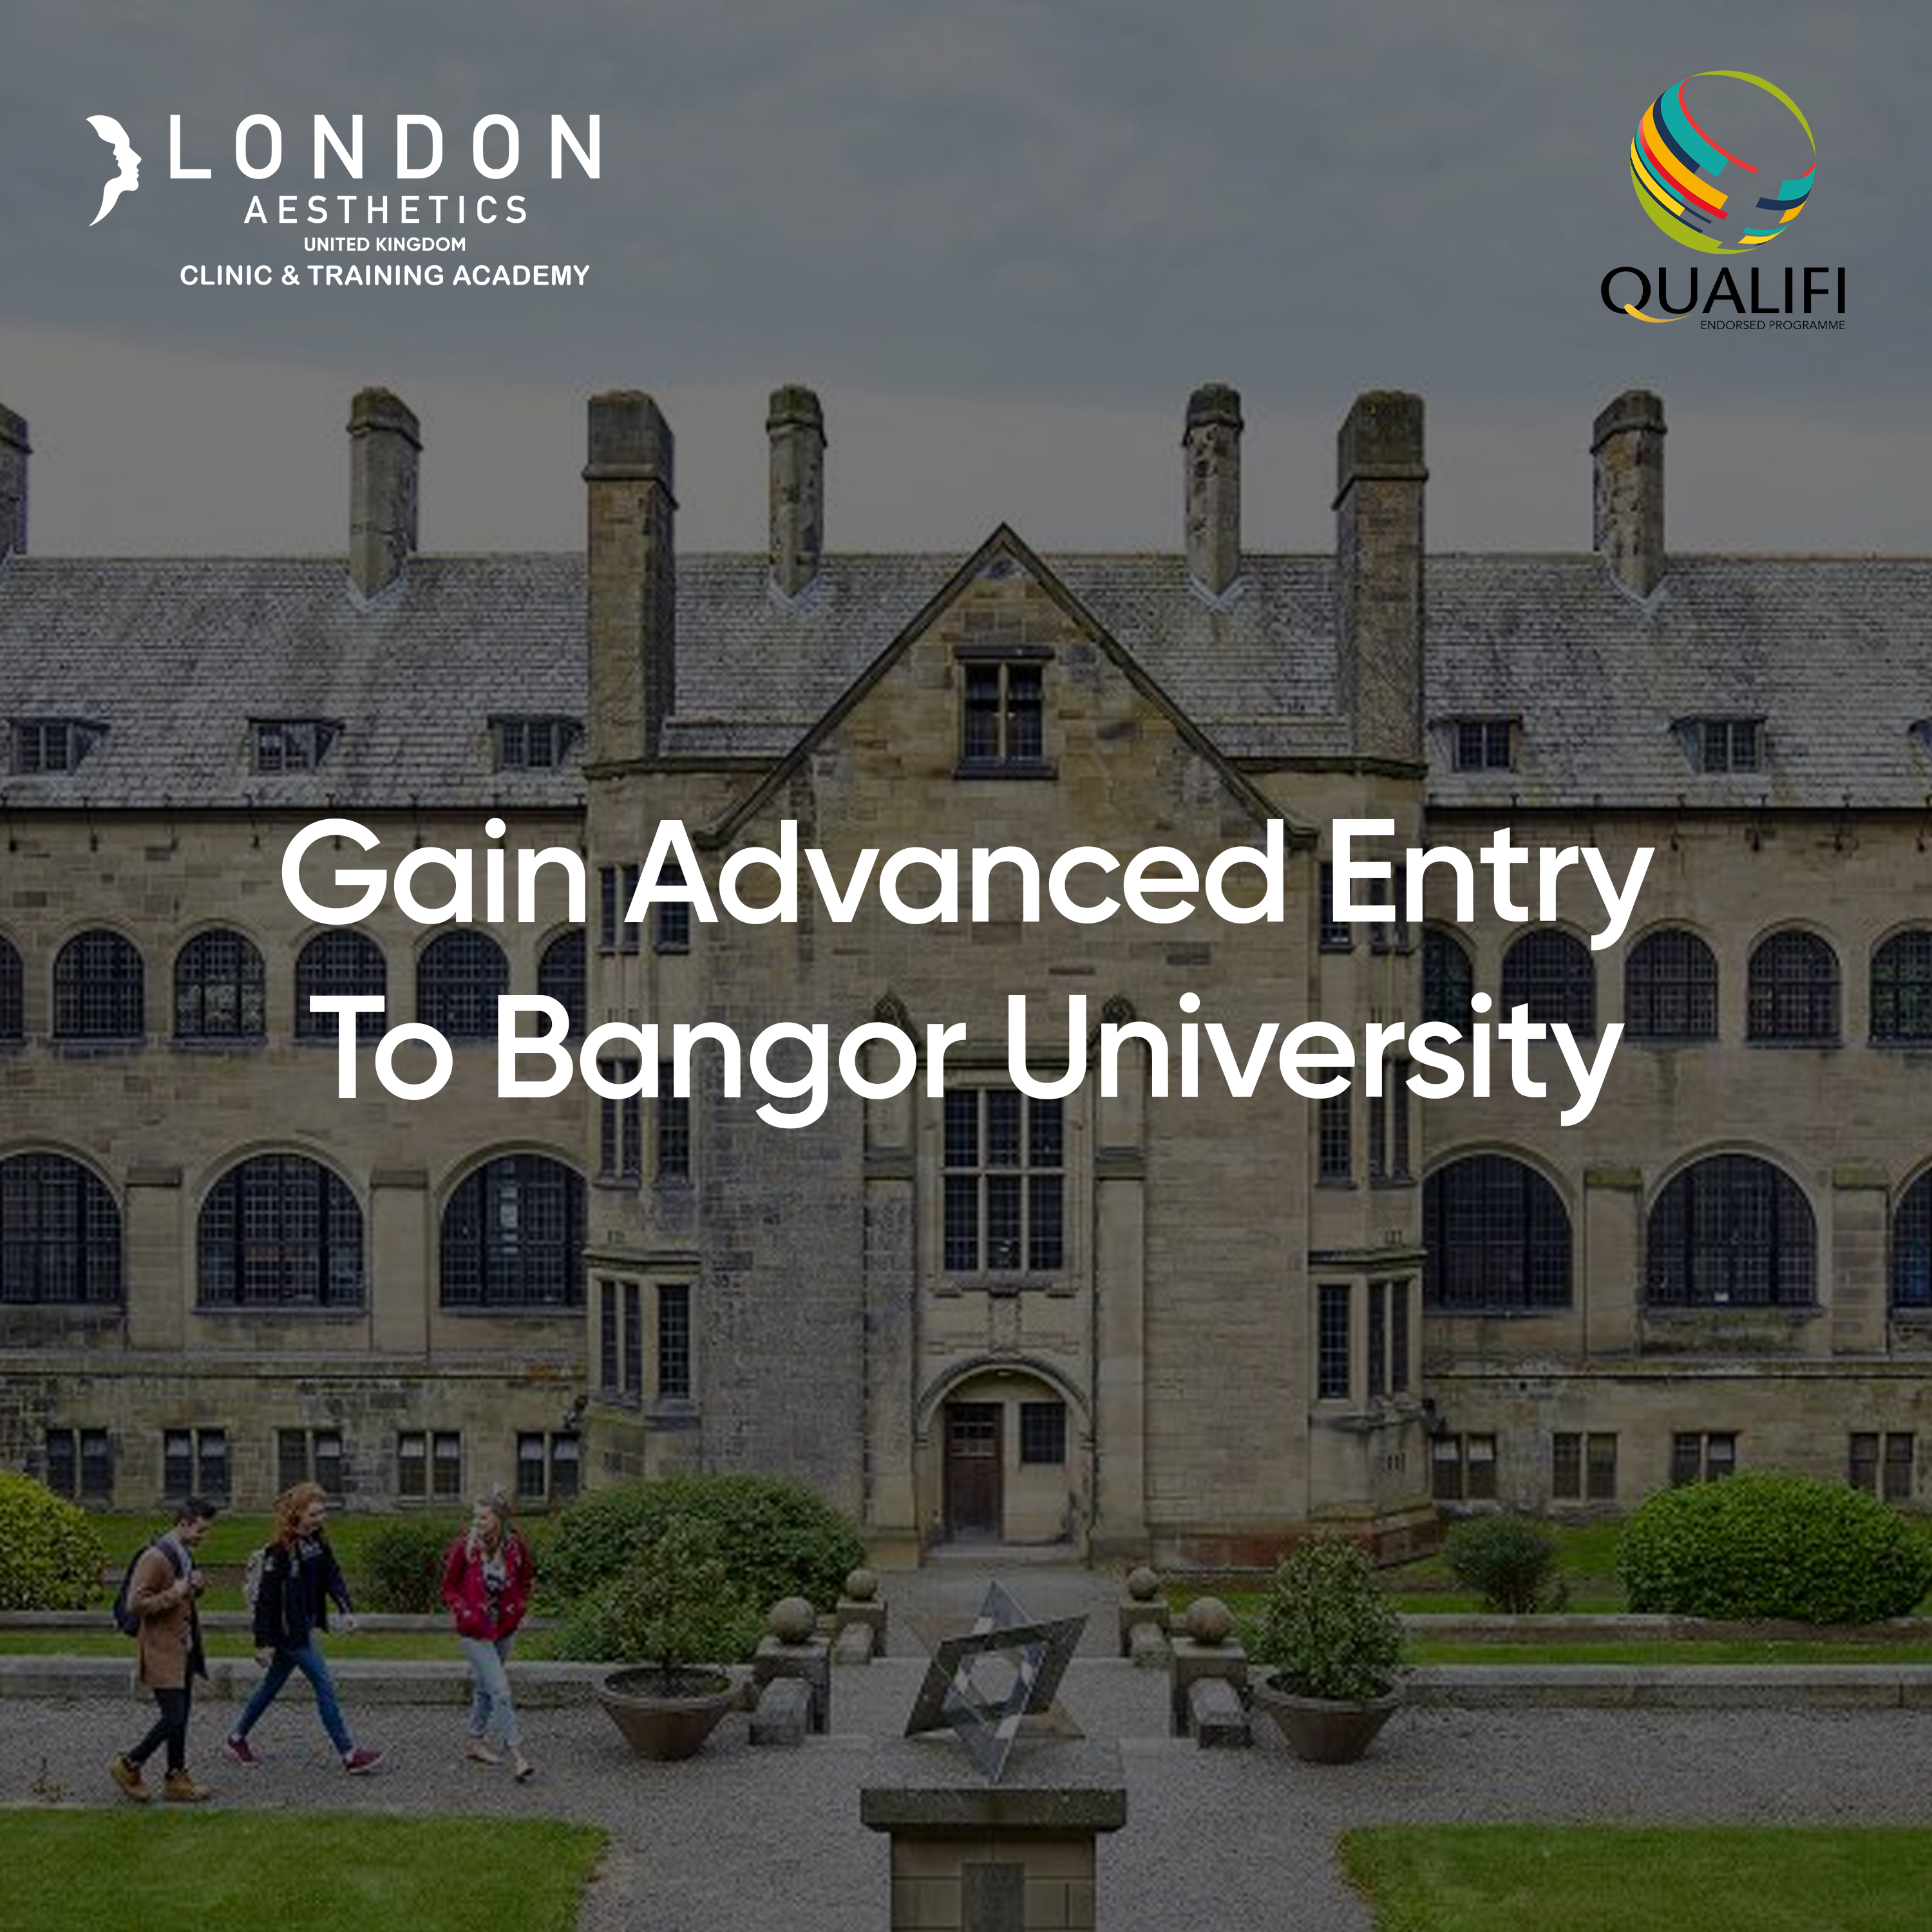 LONDON
AESTHETICS
UNITED KINGDOM
CLINIC & TRAINING ACADEMY
QUALIFI
ENDORSED PROGRAMME
Gain Advanced Entry
To Bangor University